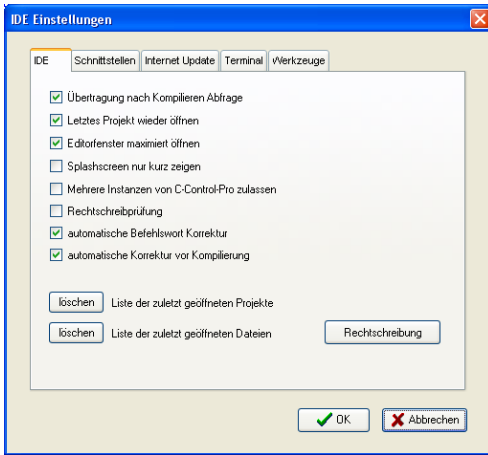 IDE Einstellungen
IDE Schnittstellen Internet Update Terminal Werkzeuge
Übertragung nach Kompilieren Abfrage
Letztes Projekt wieder öffnen
Editorfenster maximiert öffnen
Splashscreen nur kurz zeigen
Mehrere Instanzen von C-Control-Pro zulassen
Rechtschreibprüfung
automatische Befehlswort Korrektur
automatische Korrektur vor Kompilierung
löschen Liste der zuletzt geöffneten Projekte
löschen Liste der zuletzt geöffneten Dateien Rechtschreibung
OK Abbrechen